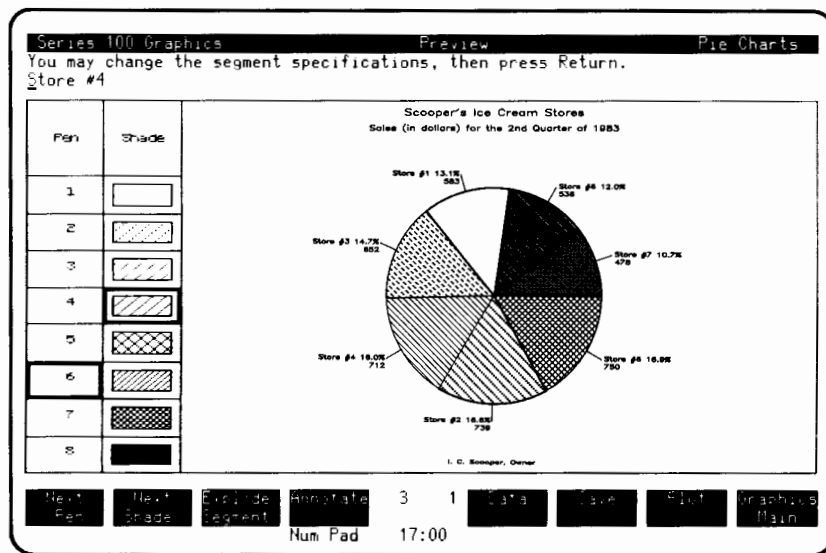 Series 100 Graphics Preview Pie Charts
You may change the segment specifications, then press Return.
Store #4
Pen Shade
1
2
3
4
5
6
7
8
Scooper's Ice Cream Stores
Sales (in dollars) for the 2nd Quarter of 1983
Store #1 13.1%
583
Store #6 12.0%
536
Store #3 14.7%
652
Store #7 10.7%
478
Store #4 16.0%
712
Store #5 16.9%
750
Store #2 16.6%
739
I. C. Scooper, Owner
Next Pen
Next Shade
Explode Segment
Annotate
3 1
Data
Save
Plot
Graphics Main
Num Pad 17:00